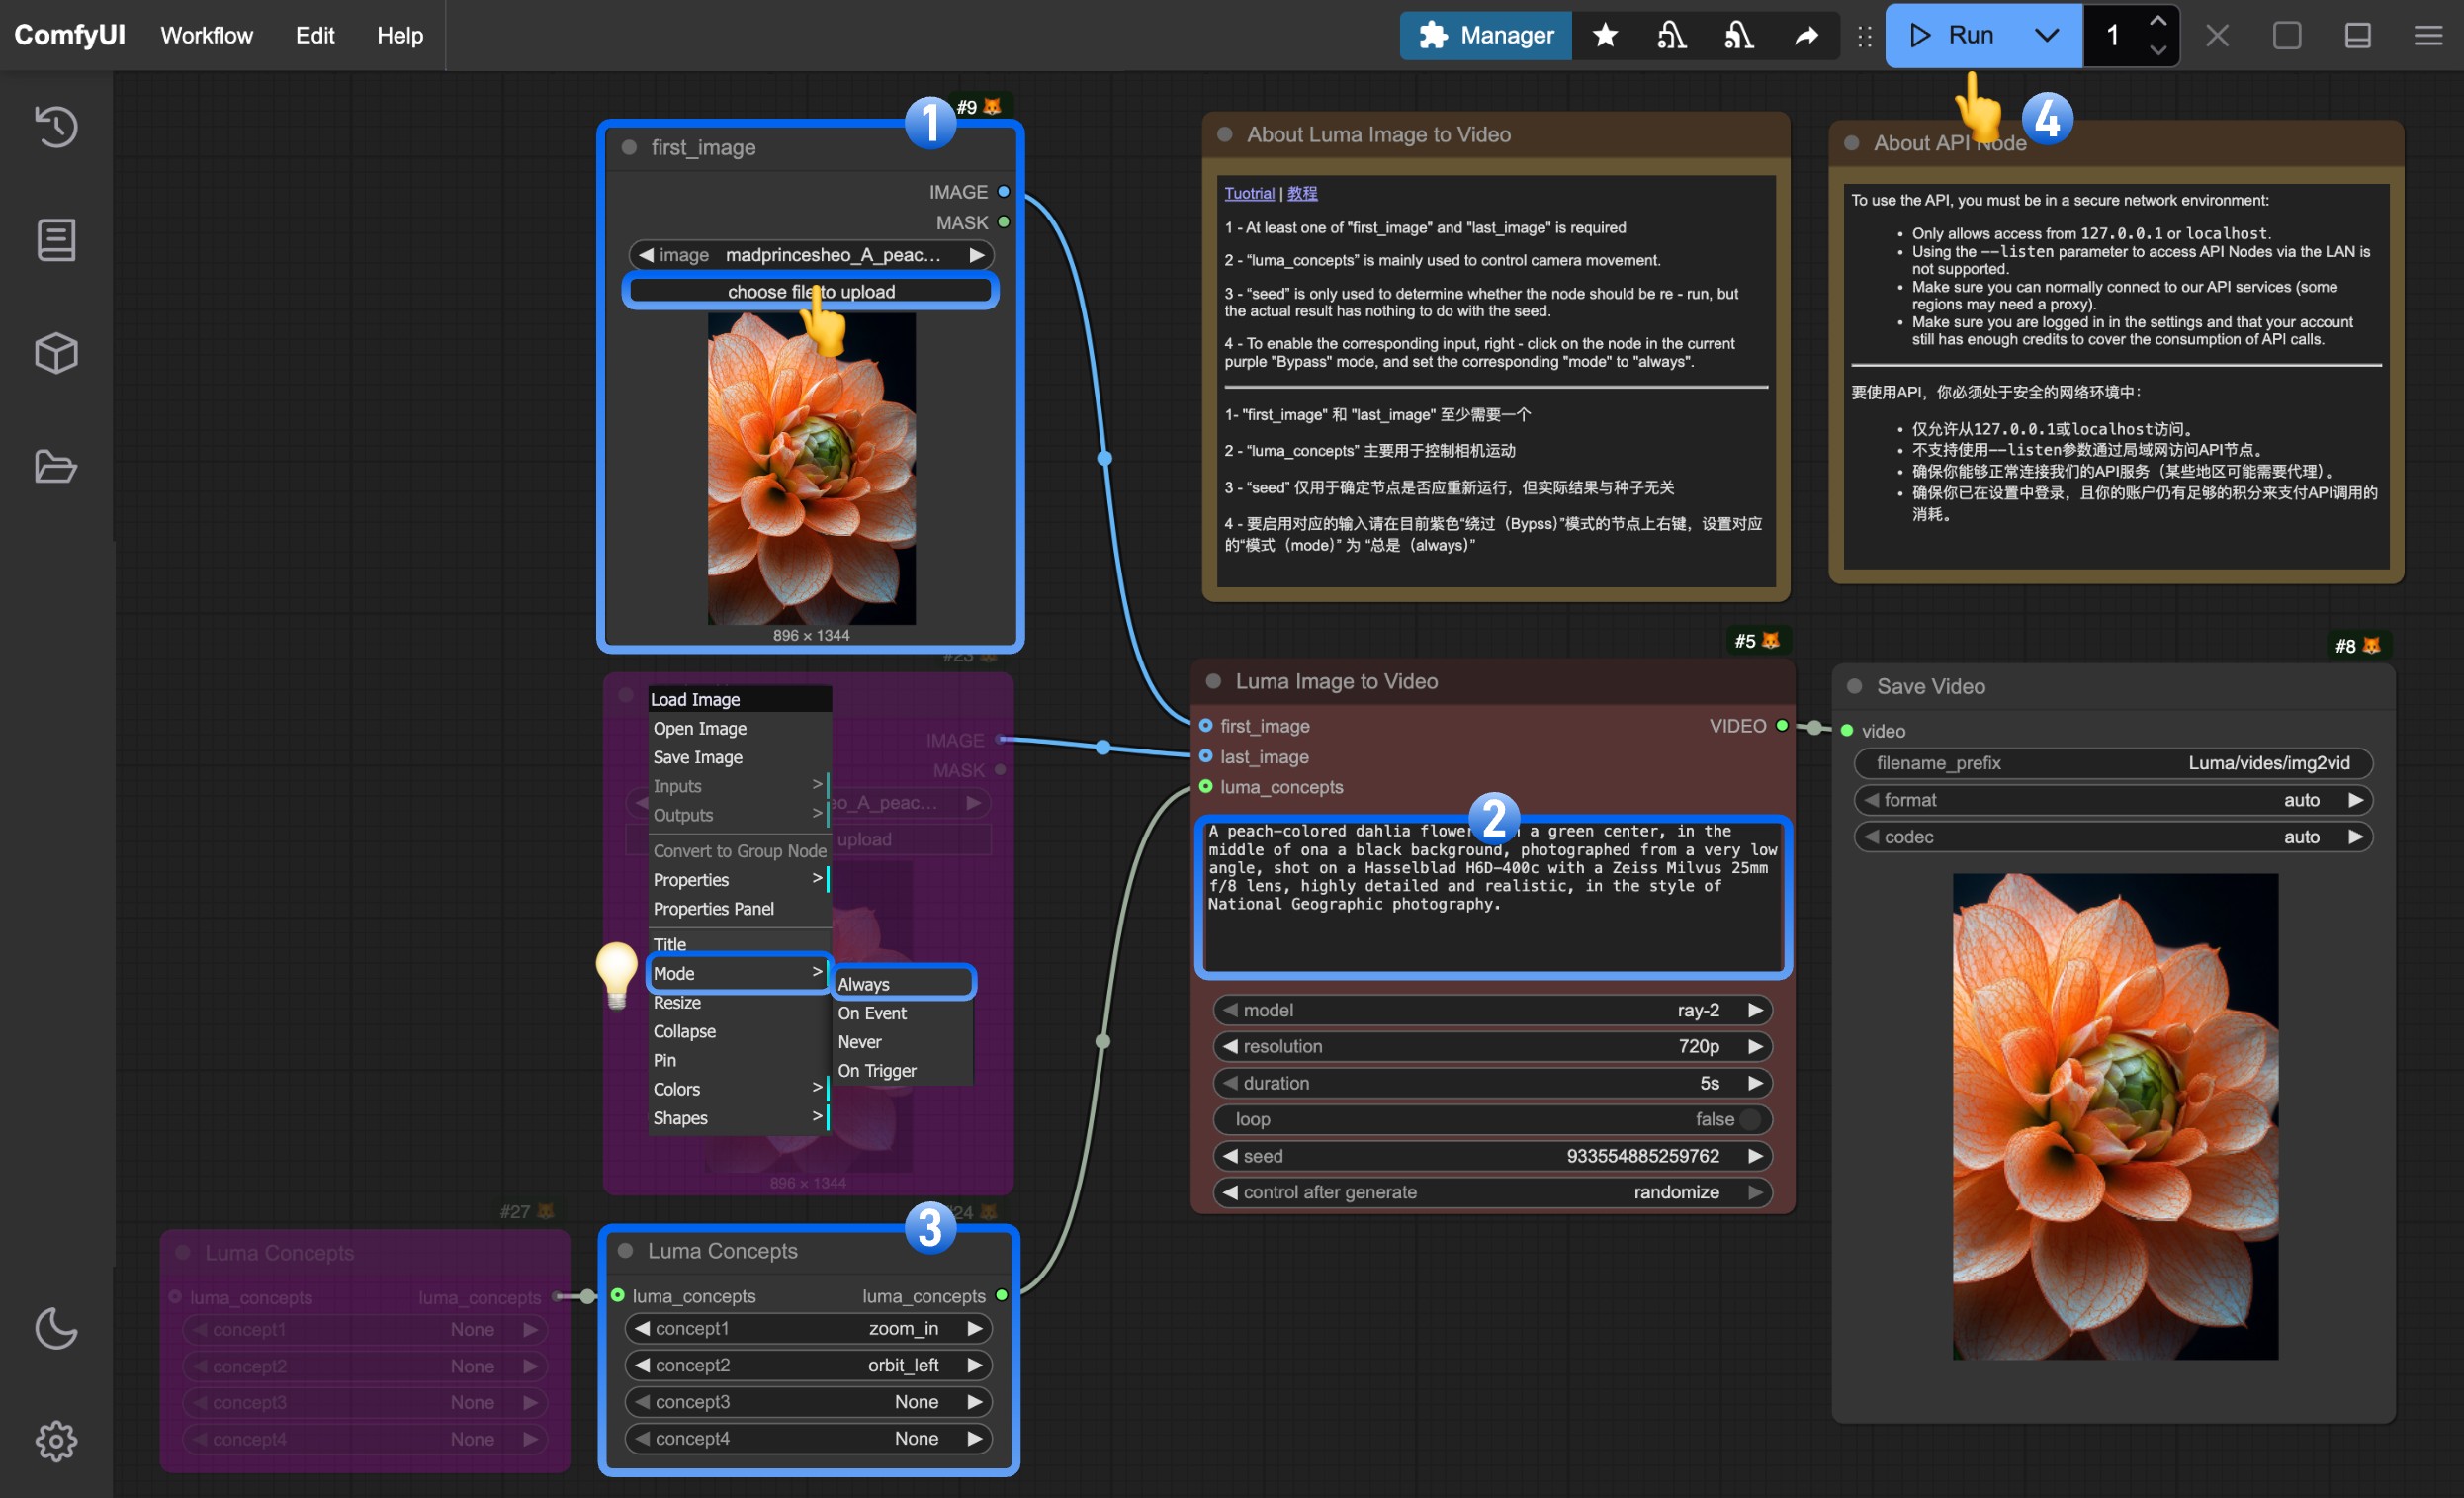 ComfyUI
Workflow
Edit
Help
Manager
Run
1
4
1
#9
first_image
IMAGE
MASK
image madprincesheo_A_peac...
choose file to upload
896 × 1344
About Luma Image to Video
Tuotrial | 教程
1 - At least one of "first_image" and "last_image" is required
2 - “luma_concepts” is mainly used to control camera movement.
3 - “seed” is only used to determine whether the node should be re - run, but
the actual result has nothing to do with the seed.
4 - To enable the corresponding input, right - click on the node in the current
purple "Bypass" mode, and set the corresponding "mode" to "always".
1- "first_image" 和 "last_image" 至少需要一个
2 - “luma_concepts” 主要用于控制相机运动
3 - “seed” 仅用于确定节点是否应重新运行，但实际结果与种子无关
4 - 要启用对应的输入请在目前紫色“绕过（Bypss)”模式的节点上右键，设置对应
的“模式（mode)” 为 “总是（always)”
About API Node
To use the API, you must be in a secure network environment:
• Only allows access from 127.0.0.1 or localhost.
• Using the --listen parameter to access API Nodes via the LAN is
not supported.
• Make sure you can normally connect to our API services (some
regions may need a proxy).
• Make sure you are logged in in the settings and that your account
still has enough credits to cover the consumption of API calls.
要使用API，你必须处于安全的网络环境中：
• 仅允许从127.0.0.1或localhost访问。
• 不支持使用--listen参数通过局域网访问API节点。
• 确保你能够正常连接我们的API服务（某些地区可能需要代理）。
• 确保你已在设置中登录，且你的账户仍有足够的积分来支付API调用的
消耗。
#23
IMAGE
MASK
eo_A_peac...
upload
896 × 1344
Load Image
Open Image
Save Image
Inputs >
Outputs >
Convert to Group Node
Properties >
Properties Panel
Title
Mode >
Resize
Collapse
Pin
Colors >
Shapes >
Always
On Event
Never
On Trigger
#5
Luma Image to Video
first_image
VIDEO
last_image
luma_concepts
2
A peach-colored dahlia flower a green center, in the
middle of ona a black background, photographed from a very low
angle, shot on a Hasselblad H6D-400c with a Zeiss Milvus 25mm
f/8 lens, highly detailed and realistic, in the style of
National Geographic photography.
model ray-2
resolution 720p
duration 5s
loop false
seed 933554885259762
control after generate randomize
#8
Save Video
video
filename_prefix Luma/vides/img2vid
format auto
codec auto
#27
Luma Concepts
luma_concepts luma_concepts
concept1 None
concept2 None
concept3 None
concept4 None
3
24
Luma Concepts
luma_concepts luma_concepts
concept1 zoom_in
concept2 orbit_left
concept3 None
concept4 None